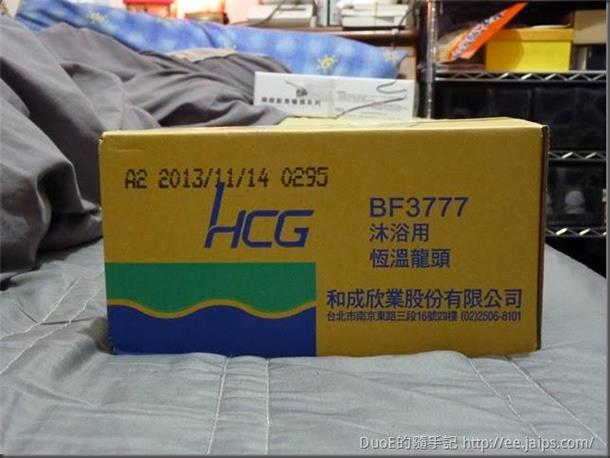 A2 2013/11/14 0295
HCG
BF3777
沐浴用
恆溫龍頭
和成欣業股份有限公司
台北市南京東路三段16號四樓 (02)2506-8101
DuoE的隨手記 http://ee.jaips.com/